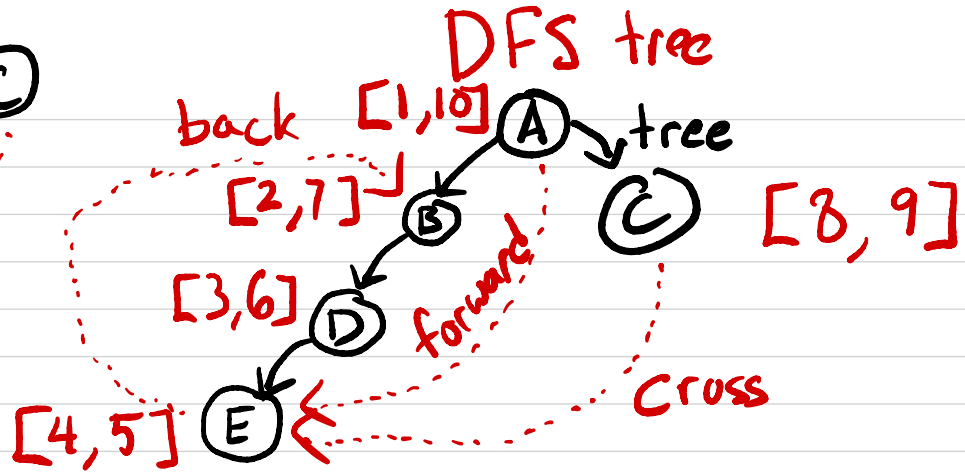 DFS tree
C
back
[1,10]
A
tree
[2,7]
B
C
[8,9]
[3,6]
D
forward
cross
[4,5]
E